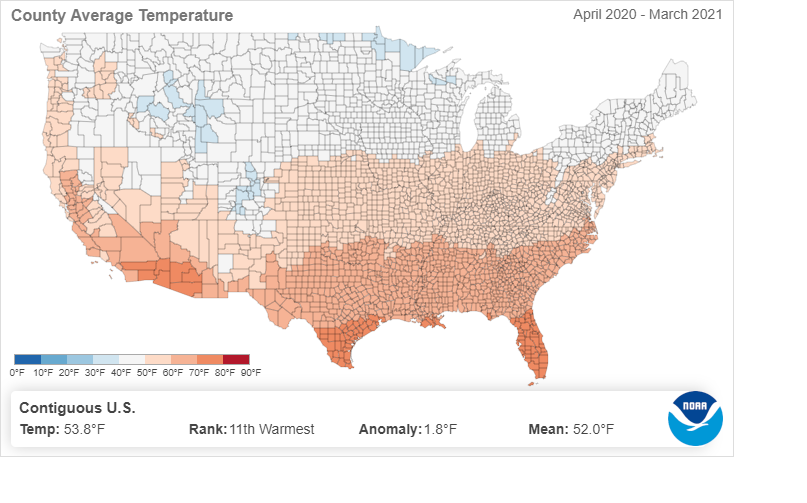 County Average Temperature
April 2020 - March 2021
0°F 10°F 20°F 30°F 40°F 50°F 60°F 70°F 80°F 90°F
Contiguous U.S.
Temp: 53.8°F Rank: 11th Warmest Anomaly: 1.8°F Mean: 52.0°F
NOAA